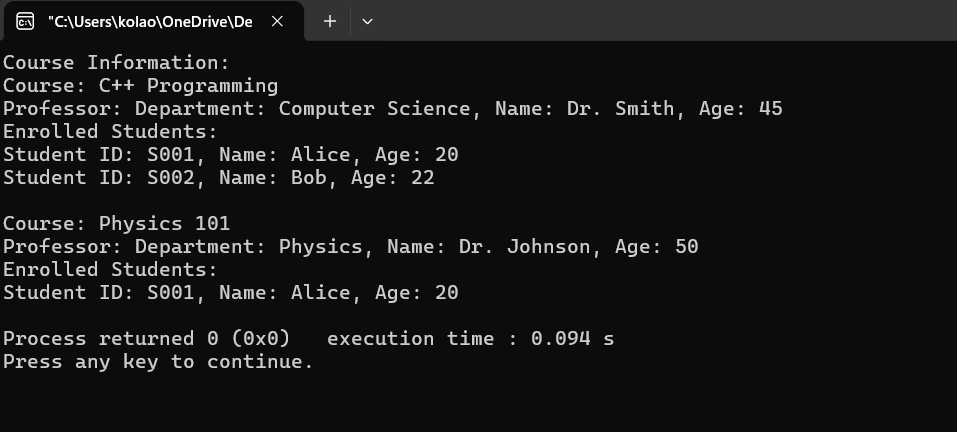 "C:\Users\kolao\OneDrive\De
Course Information:
Course: C++ Programming
Professor: Department: Computer Science, Name: Dr. Smith, Age: 45
Enrolled Students:
Student ID: S001, Name: Alice, Age: 20
Student ID: S002, Name: Bob, Age: 22
Course: Physics 101
Professor: Department: Physics, Name: Dr. Johnson, Age: 50
Enrolled Students:
Student ID: S001, Name: Alice, Age: 20
Process returned 0 (0x0)   execution time : 0.094 s
Press any key to continue.